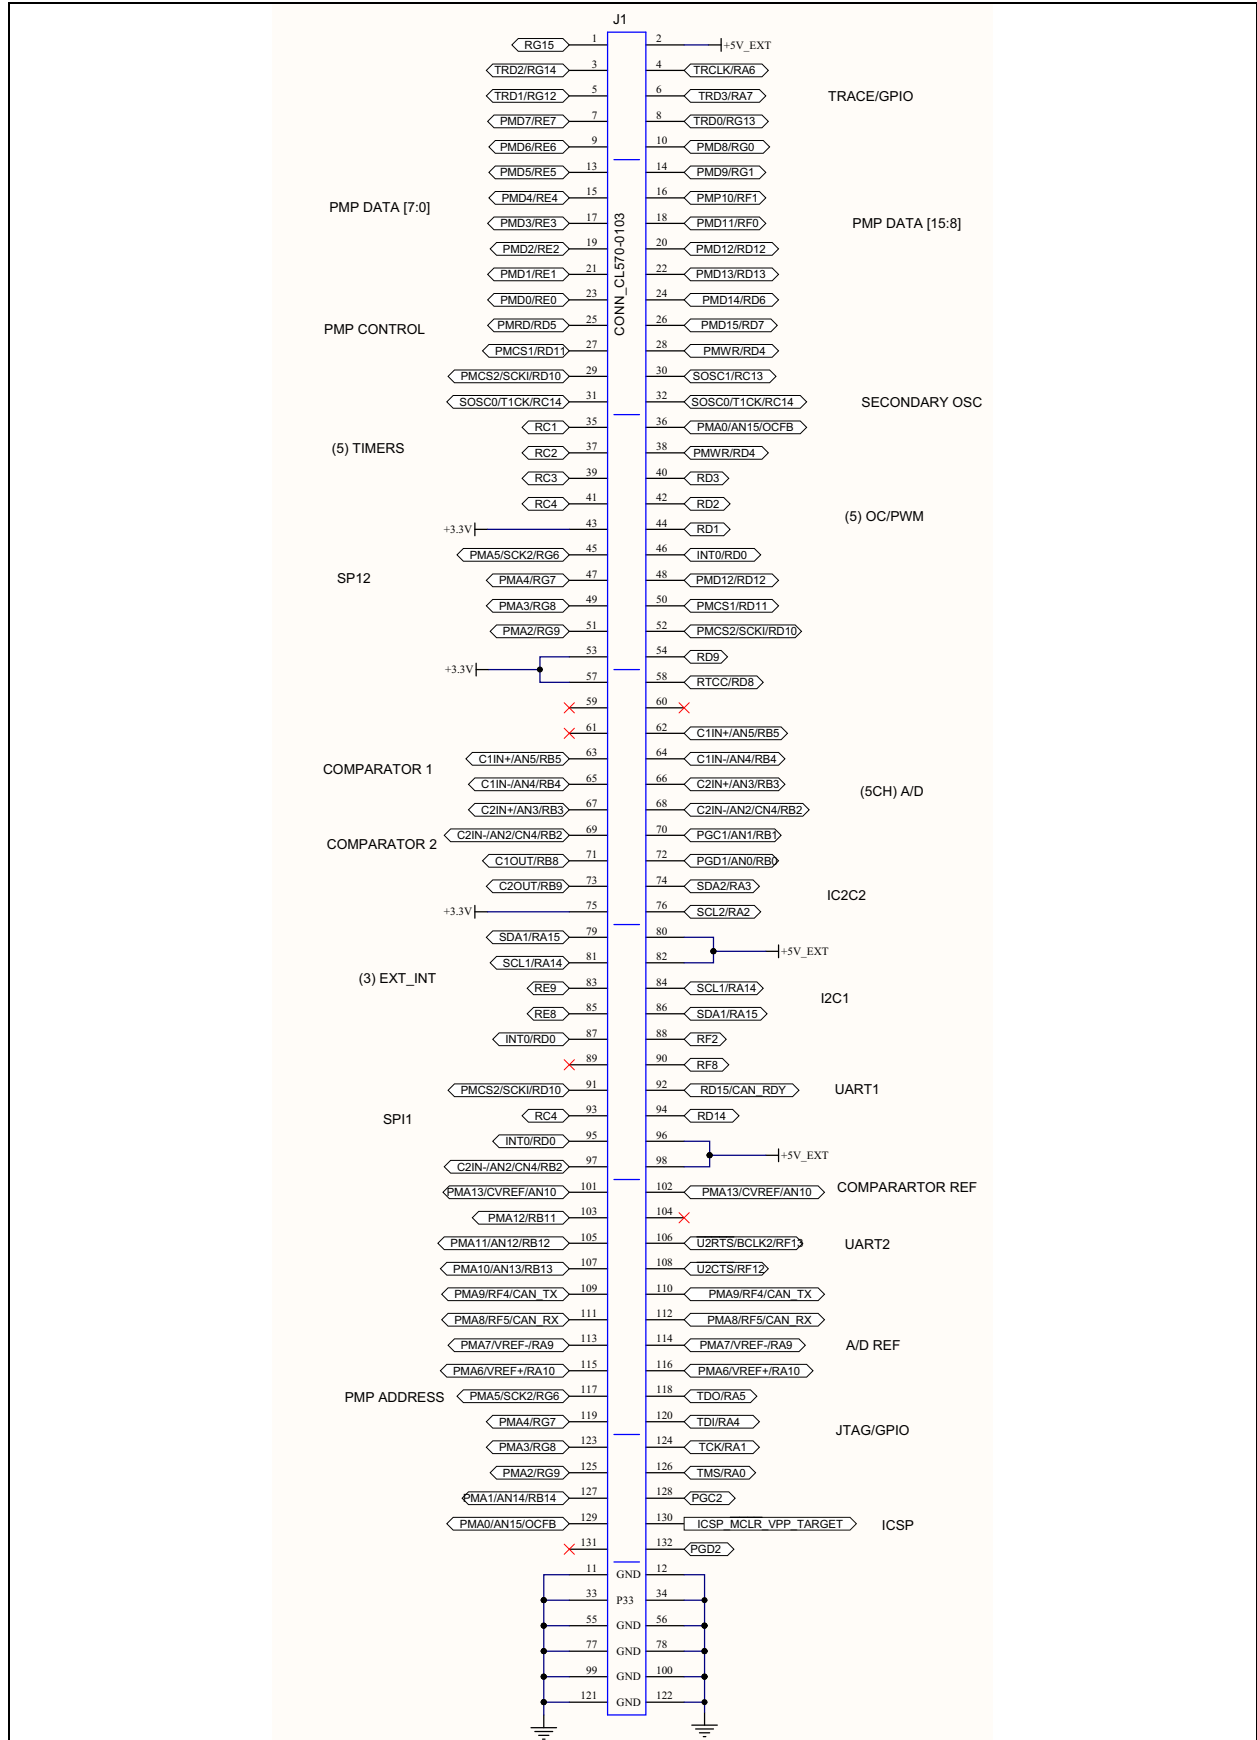 J1
RG15 1 2 +5V_EXT
TRD2/RG14 3 4 TRCLK/RA6
TRD1/RG12 5 6 TRD3/RA7 TRACE/GPIO
PMD7/RE7 7 8 TRD0/RG13
PMD6/RE6 9 10 PMD8/RG0
PMD5/RE5 13 14 PMD9/RG1
PMD4/RE4 15 16 PMP10/RF1
PMP DATA [7:0]
PMD3/RE3 17 18 PMD11/RF0 PMP DATA [15:8]
CONN_CL570-0103
PMD2/RE2 19 20 PMD12/RD12
PMD1/RE1 21 22 PMD13/RD13
PMD0/RE0 23 24 PMD14/RD6
PMP CONTROL PMRD/RD5 25 26 PMD15/RD7
PMCS1/RD11 27 28 PMWR/RD4
PMCS2/SCKI/RD10 29 30 SOSC1/RC13
SOSC0/T1CK/RC14 31 32 SOSC0/T1CK/RC14 SECONDARY OSC
RC1 35 36 PMA0/AN15/OCFB
(5) TIMERS RC2 37 38 PMWR/RD4
RC3 39 40 RD3
RC4 41 42 RD2
(5) OC/PWM
+3.3V 43 44 RD1
PMA5/SCK2/RG6 45 46 INT0/RD0
SP12 PMA4/RG7 47 48 PMD12/RD12
PMA3/RG8 49 50 PMCS1/RD11
PMA2/RG9 51 52 PMCS2/SCKI/RD10
53 54 RD9
+3.3V
57 58 RTCC/RD8
59 60
61 62 C1IN+/AN5/RB5
C1IN+/AN5/RB5 63 64 C1IN-/AN4/RB4
COMPARATOR 1
C1IN-/AN4/RB4 65 66 C2IN+/AN3/RB3 (5CH) A/D
C2IN+/AN3/RB3 67 68 C2IN-/AN2/CN4/RB2
C2IN-/AN2/CN4/RB2 69 70 PGC1/AN1/RB1
COMPARATOR 2
C1OUT/RB8 71 72 PGD1/AN0/RB0
C2OUT/RB9 73 74 SDA2/RA3
IC2C2
+3.3V 75 76 SCL2/RA2
SDA1/RA15 79 80
+5V_EXT
SCL1/RA14 81 82
(3) EXT_INT
RE9 83 84 SCL1/RA14
I2C1
RE8 85 86 SDA1/RA15
INT0/RD0 87 88 RF2
89 90 RF8
PMCS2/SCKI/RD10 91 92 RD15/CAN_RDY UART1
SPI1 RC4 93 94 RD14
INT0/RD0 95 96
+5V_EXT
C2IN-/AN2/CN4/RB2 97 98
PMA13/CVREF/AN10 101 102 PMA13/CVREF/AN10 COMPARARTOR REF
PMA12/RB11 103 104
PMA11/AN12/RB12 105 106 U2RTS/BCLK2/RF13 UART2
PMA10/AN13/RB13 107 108 U2CTS/RF12
PMA9/RF4/CAN_TX 109 110 PMA9/RF4/CAN_TX
PMA8/RF5/CAN_RX 111 112 PMA8/RF5/CAN_RX
PMA7/VREF-/RA9 113 114 PMA7/VREF-/RA9 A/D REF
PMA6/VREF+/RA10 115 116 PMA6/VREF+/RA10
PMP ADDRESS PMA5/SCK2/RG6 117 118 TDO/RA5
PMA4/RG7 119 120 TDI/RA4
JTAG/GPIO
PMA3/RG8 123 124 TCK/RA1
PMA2/RG9 125 126 TMS/RA0
PMA1/AN14/RB14 127 128 PGC2
PMA0/AN15/OCFB 129 130 ICSP_MCLR_VPP_TARGET ICSP
131 132 PGD2
11 GND 12
33 P33 34
55 GND 56
77 GND 78
99 GND 100
121 GND 122